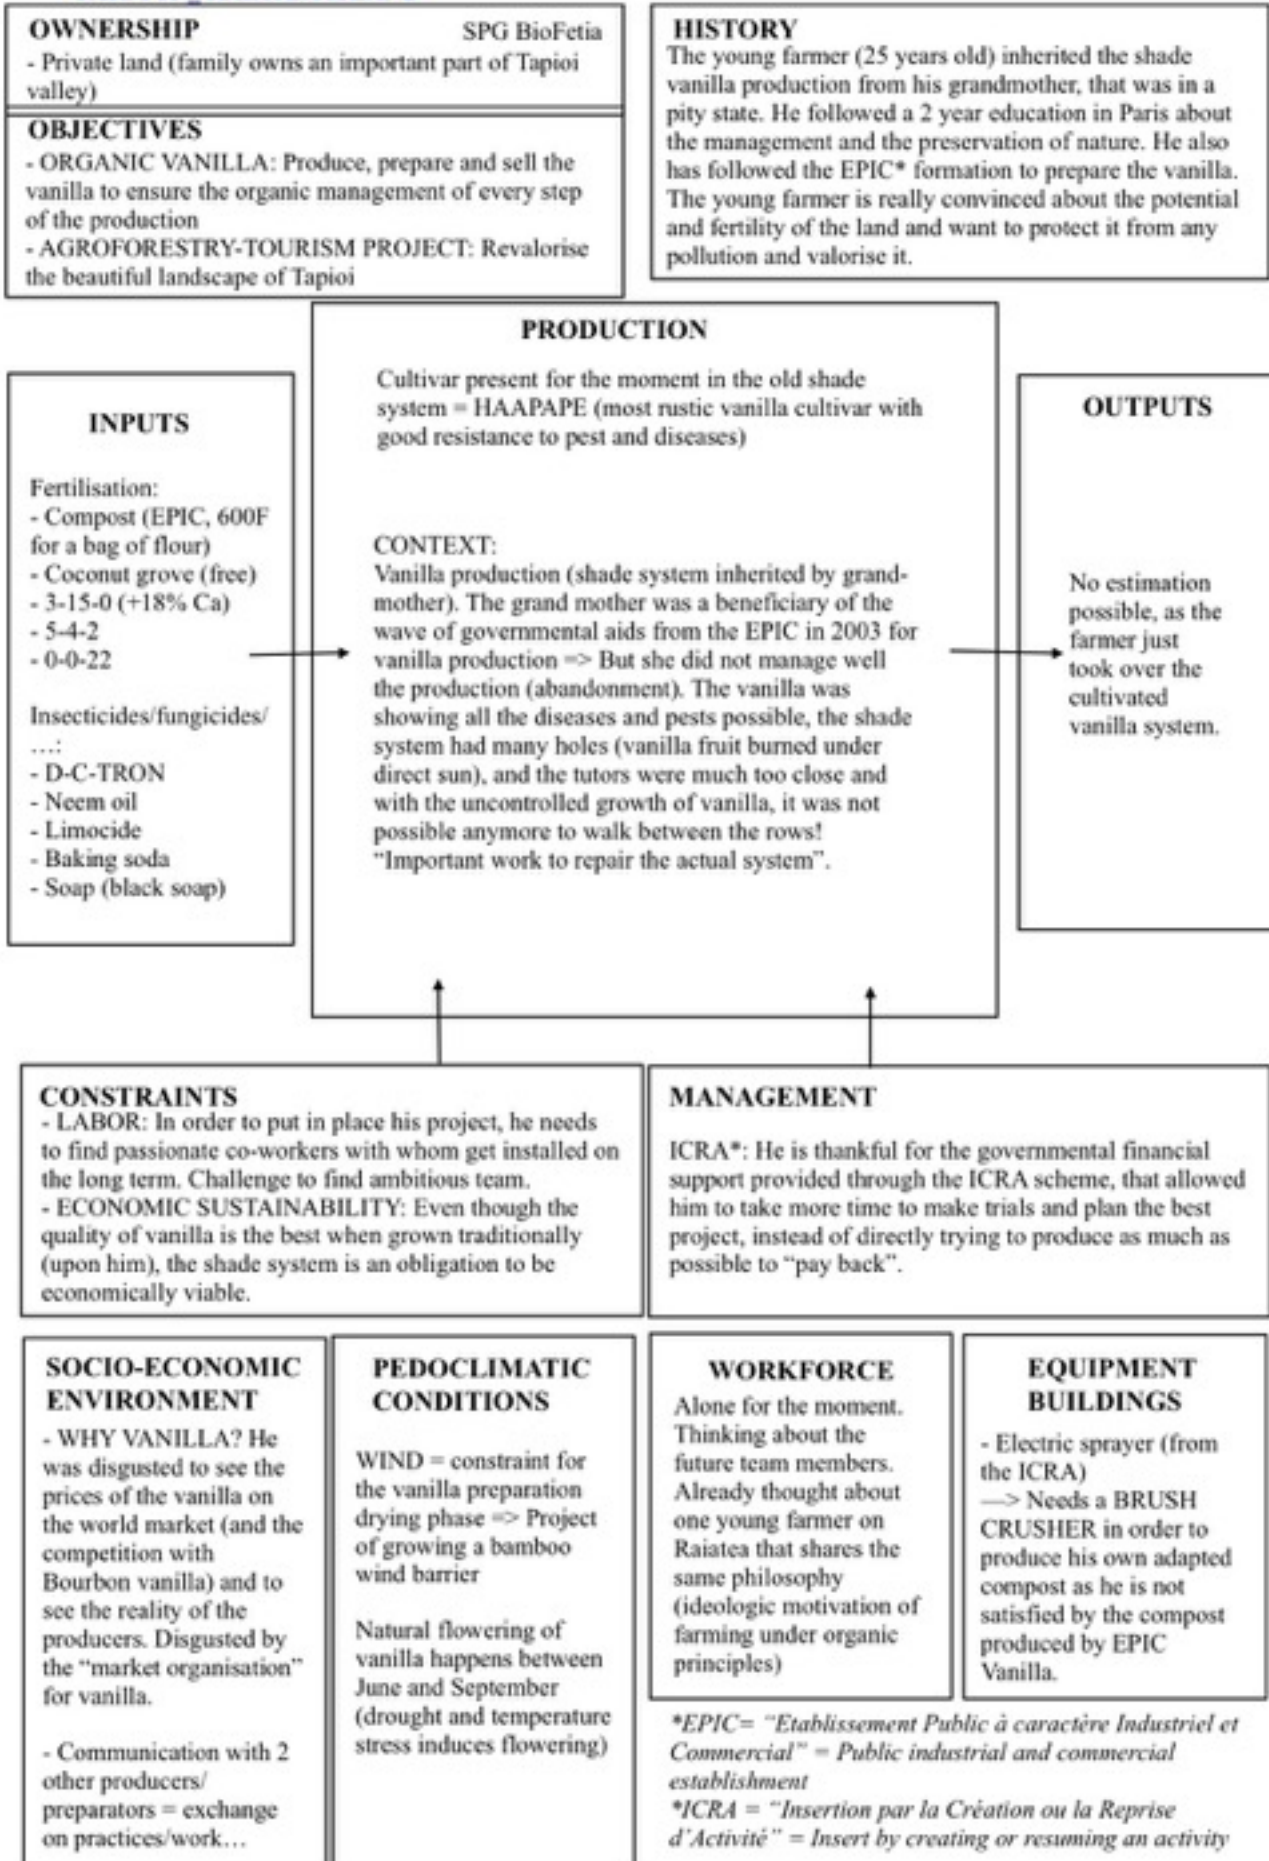 OWNERSHIP SPG BioFetia
- Private land (family owns an important part of Tapioi
valley)
OBJECTIVES
- ORGANIC VANILLA: Produce, prepare and sell the
vanilla to ensure the organic management of every step
of the production
- AGROFORESTRY-TOURISM PROJECT: Revalorise
the beautiful landscape of Tapioi
HISTORY
The young farmer (25 years old) inherited the shade
vanilla production from his grandmother, that was in a
pity state. He followed a 2 year education in Paris about
the management and the preservation of nature. He also
has followed the EPIC* formation to prepare the vanilla.
The young farmer is really convinced about the potential
and fertility of the land and want to protect it from any
pollution and valorise it.
INPUTS
Fertilisation:
- Compost (EPIC, 600F
for a bag of flour)
- Coconut grove (free)
- 3-15-0 (+18% Ca)
- 5-4-2
- 0-0-22
Insecticides/fungicides/
…:
- D-C-TRON
- Neem oil
- Limocide
- Baking soda
- Soap (black soap)
PRODUCTION
Cultivar present for the moment in the old shade
system = HAAPAPE (most rustic vanilla cultivar with
good resistance to pest and diseases)
CONTEXT:
Vanilla production (shade system inherited by grand-
mother). The grand mother was a beneficiary of the
wave of governmental aids from the EPIC in 2003 for
vanilla production => But she did not manage well
the production (abandonment). The vanilla was
showing all the diseases and pests possible, the shade
system had many holes (vanilla fruit burned under
direct sun), and the tutors were much too close and
with the uncontrolled growth of vanilla, it was not
possible anymore to walk between the rows!
“Important work to repair the actual system”.
OUTPUTS
No estimation
possible, as the
farmer just
took over the
cultivated
vanilla system.
CONSTRAINTS
- LABOR: In order to put in place his project, he needs
to find passionate co-workers with whom get installed on
the long term. Challenge to find ambitious team.
- ECONOMIC SUSTAINABILITY: Even though the
quality of vanilla is the best when grown traditionally
(upon him), the shade system is an obligation to be
economically viable.
MANAGEMENT
ICRA*: He is thankful for the governmental financial
support provided through the ICRA scheme, that allowed
him to take more time to make trials and plan the best
project, instead of directly trying to produce as much as
possible to “pay back”.
SOCIO-ECONOMIC
ENVIRONMENT
- WHY VANILLA? He
was disgusted to see the
prices of the vanilla on
the world market (and the
competition with
Bourbon vanilla) and to
see the reality of the
producers. Disgusted by
the “market organisation”
for vanilla.
- Communication with 2
other producers/
preparators = exchange
on practices/work…
PEDOCLIMATIC
CONDITIONS
WIND = constraint for
the vanilla preparation
drying phase => Project
of growing a bamboo
wind barrier
Natural flowering of
vanilla happens between
June and September
(drought and temperature
stress induces flowering)
WORKFORCE
Alone for the moment.
Thinking about the
future team members.
Already thought about
one young farmer on
Raiatea that shares the
same philosophy
(ideologic motivation of
farming under organic
principles)
EQUIPMENT
BUILDINGS
- Electric sprayer (from
the ICRA)
—> Needs a BRUSH
CRUSHER in order to
produce his own adapted
compost as he is not
satisfied by the compost
produced by EPIC
Vanilla.
*EPIC= “Etablissement Public à caractère Industriel et
Commercial” = Public industrial and commercial
establishment
*ICRA = “Insertion par la Création ou la Reprise
d’Activité” = Insert by creating or resuming an activity